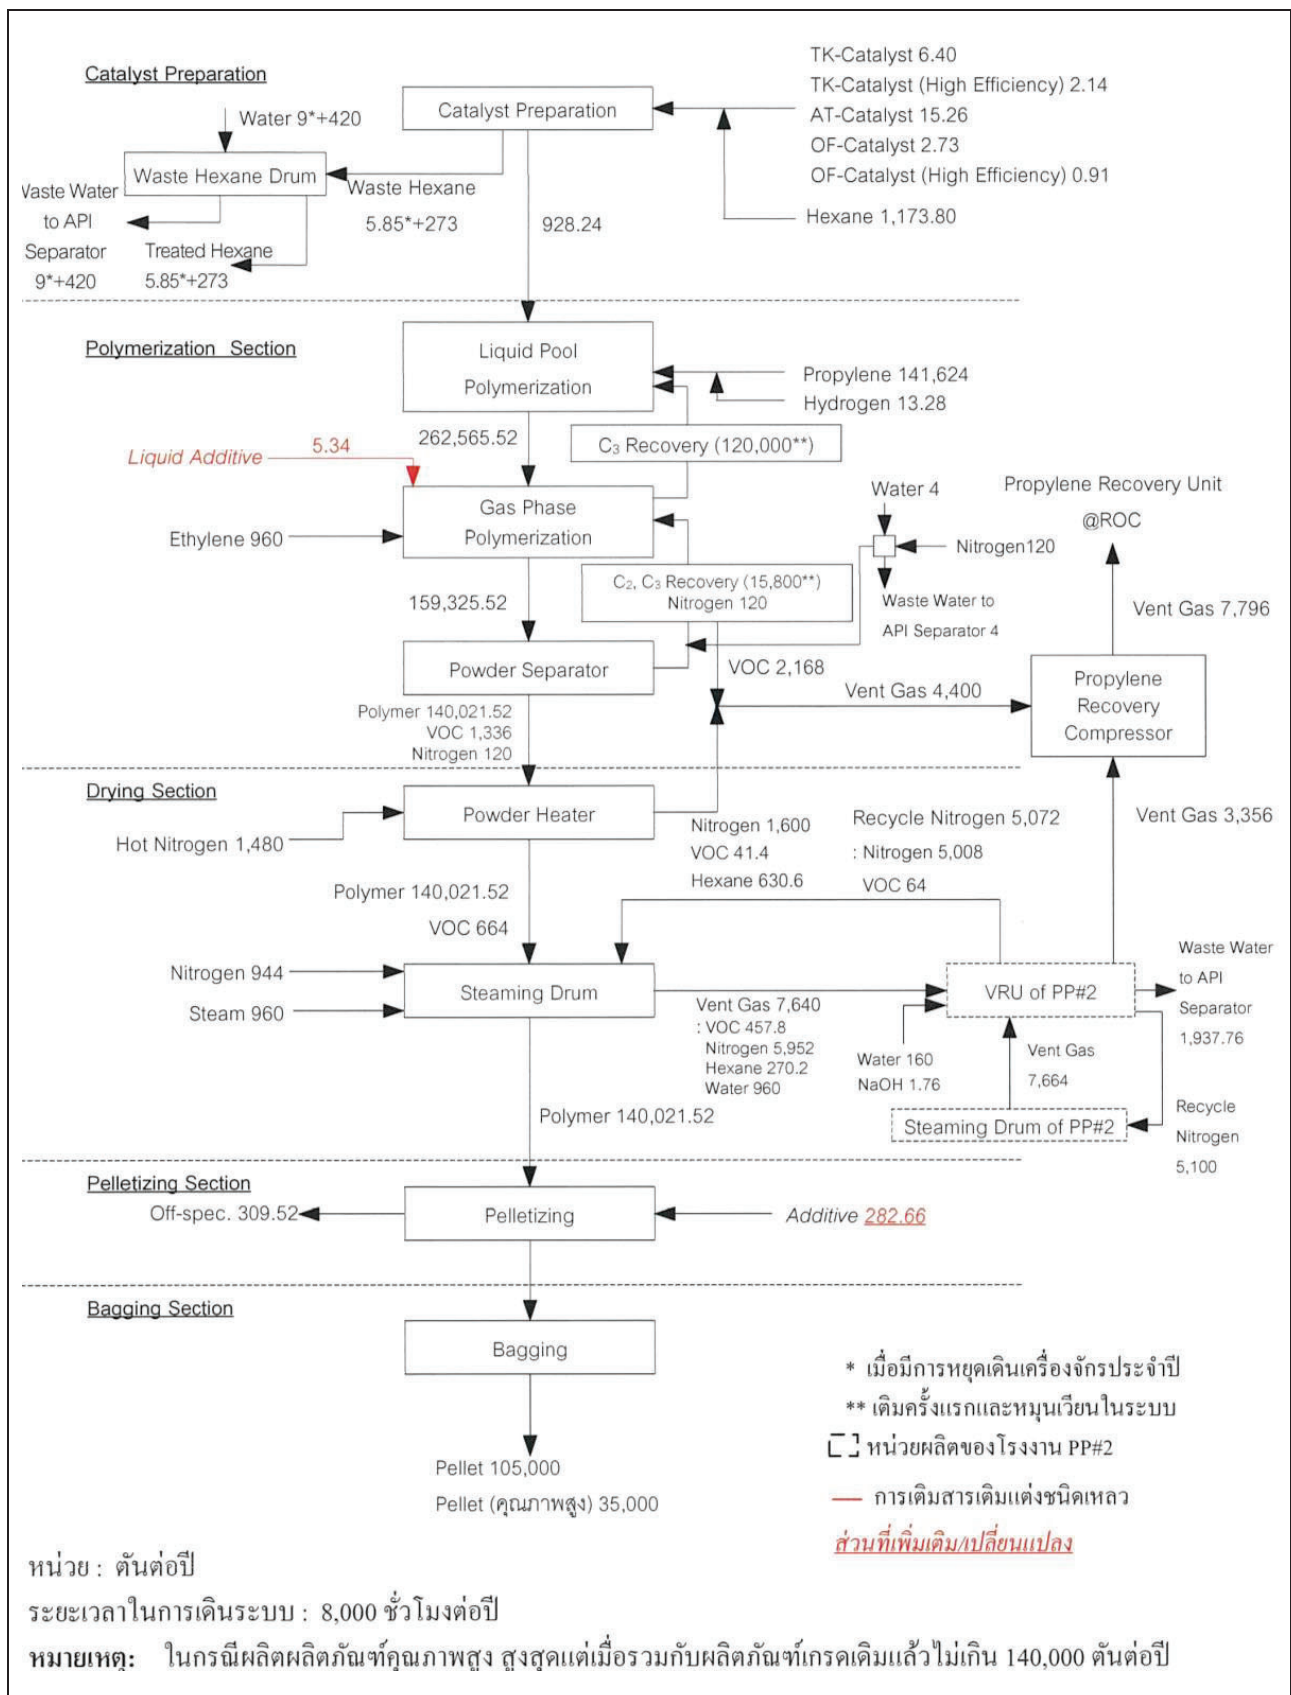 Catalyst Preparation
Catalyst Preparation
TK-Catalyst 6.40
TK-Catalyst (High Efficiency) 2.14
AT-Catalyst 15.26
OF-Catalyst 2.73
OF-Catalyst (High Efficiency) 0.91
Hexane 1,173.80
Water 9*+420
Waste Hexane Drum
Waste Hexane
5.85*+273
928.24
Waste Water
to API
Separator
9*+420
Treated Hexane
5.85*+273
Polymerization Section
Liquid Pool
Polymerization
Propylene 141,624
Hydrogen 13.28
262,565.52
C₃ Recovery (120,000**)
Liquid Additive
5.34
Gas Phase
Polymerization
Ethylene 960
Water 4
Nitrogen120
Waste Water to
API Separator 4
Propylene Recovery Unit
@ROC
Vent Gas 7,796
159,325.52
C₂, C₃ Recovery (15,800**)
Nitrogen 120
Powder Separator
VOC 2,168
Vent Gas 4,400
Propylene
Recovery
Compressor
Polymer 140,021.52
VOC 1,336
Nitrogen 120
Drying Section
Powder Heater
Hot Nitrogen 1,480
Nitrogen 1,600
VOC 41.4
Hexane 630.6
Recycle Nitrogen 5,072
: Nitrogen 5,008
VOC 64
Vent Gas 3,356
Polymer 140,021.52
VOC 664
Nitrogen 944
Steam 960
Steaming Drum
Vent Gas 7,640
: VOC 457.8
Nitrogen 5,952
Hexane 270.2
Water 960
VRU of PP#2
Waste Water
to API
Separator
1,937.76
Water 160
NaOH 1.76
Vent Gas
7,664
Steaming Drum of PP#2
Recycle
Nitrogen
5,100
Polymer 140,021.52
Pelletizing Section
Off-spec. 309.52
Pelletizing
Additive 282.66
Bagging Section
Bagging
Pellet 105,000
Pellet (คุณภาพสูง) 35,000
* เมื่อมีการหยุดเดินเครื่องจักรประจำปี
** เติมครั้งแรกและหมุนเวียนในระบบ
หน่วยผลิตของโรงงาน PP#2
การเติมสารเติมแต่งชนิดเหลว
ส่วนที่เพิ่มเติม/เปลี่ยนแปลง
หน่วย : ตันต่อปี
ระยะเวลาในการเดินระบบ : 8,000 ชั่วโมงต่อปี
หมายเหตุ: ในกรณีผลิตผลิตภัณฑ์คุณภาพสูง สูงสุดแต่เมื่อรวมกับผลิตภัณฑ์เกรดเดิมแล้วไม่เกิน 140,000 ตันต่อปี